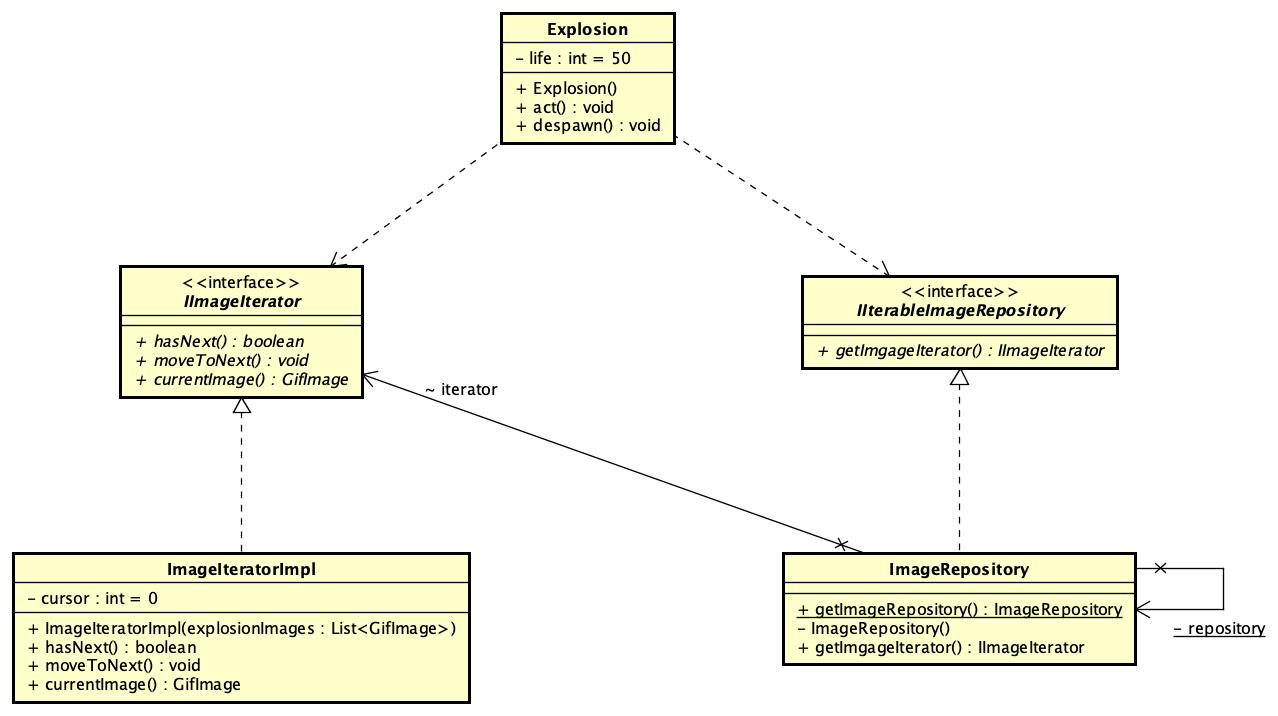 Explosion
- life : int = 50
+ Explosion()
+ act() : void
+ despawn() : void
<<interface>>
IImageIterator
+ hasNext() : boolean
+ moveToNext() : void
+ currentImage() : GifImage
<<interface>>
IIterableImageRepository
+ getImgageIterator() : IImageIterator
~ iterator
ImageIteratorImpl
- cursor : int = 0
+ ImageIteratorImpl(explosionImages : List<GifImage>)
+ hasNext() : boolean
+ moveToNext() : void
+ currentImage() : GifImage
ImageRepository
+ getImageRepository() : ImageRepository
- ImageRepository()
+ getImgageIterator() : IImageIterator
- repository